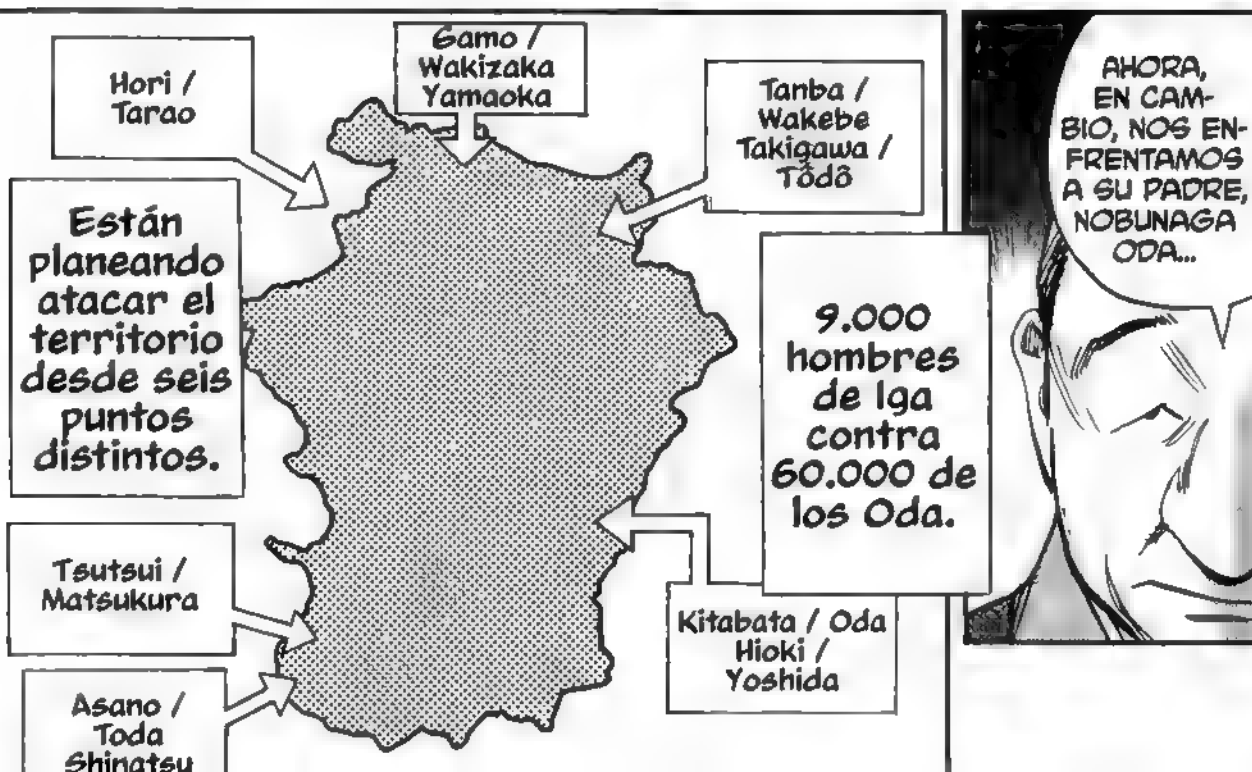 Gamo /
Wakizaka
Yamaoka
Hori /
Tarao
Tanba /
Wakebe
Takigawa /
Tôdô
Están
planeando
atacar el
territorio
desde seis
puntos
distintos.
9.000
hombres
de Iga
contra
60.000 de
los Oda.
Tsutsui /
Matsukura
Kitabata / Oda
Hioki /
Yoshida
Asano /
Toda
Shinatsu
AHORA,
EN CAM-
BIO, NOS EN-
FRENTAMOS
A SU PADRE,
NOBUNAGA
ODA...